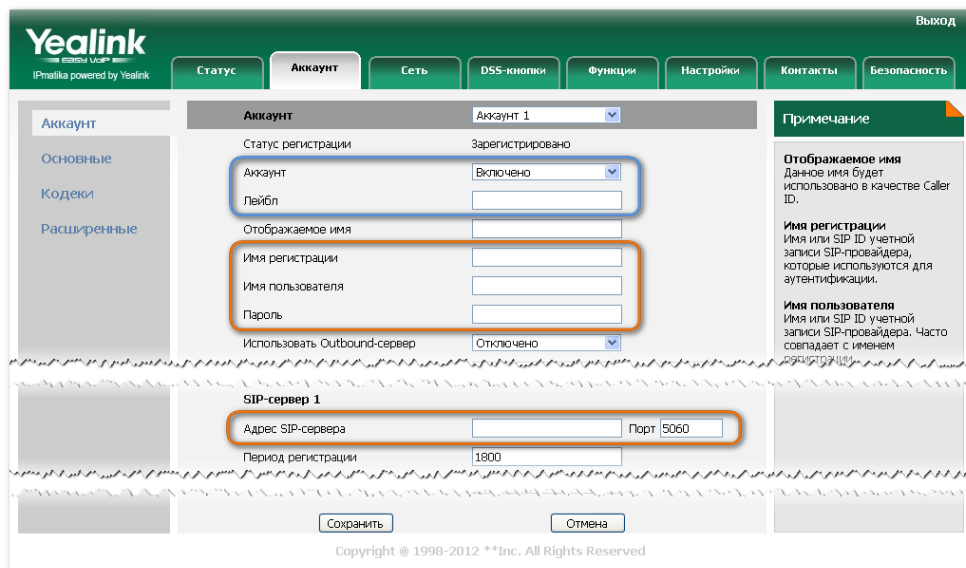 Выход
Yealink
EASY VoIP
IPmatika powered by Yealink
Статус
Аккаунт
Сеть
DSS-кнопки
Функции
Настройки
Контакты
Безопасность
Аккаунт
Основные
Кодеки
Расширенные
Аккаунт Аккаунт 1
Статус регистрации Зарегистрировано
Аккаунт Включено
Лейбл
Отображаемое имя
Имя регистрации
Имя пользователя
Пароль
Использовать Outbound-сервер Отключено
SIP-сервер 1
Адрес SIP-сервера Порт 5060
Период регистрации 1800
Сохранить Отмена
Примечание
Отображаемое имя
Данное имя будет
использовано в качестве Caller
ID.
Имя регистрации
Имя или SIP ID учетной
записи SIP-провайдера,
которые используются для
аутентификации.
Имя пользователя
Имя или SIP ID учетной
записи SIP-провайдера. Часто
совпадает с именем
регистрации.
Copyright @ 1998-2012 **Inc. All Rights Reserved